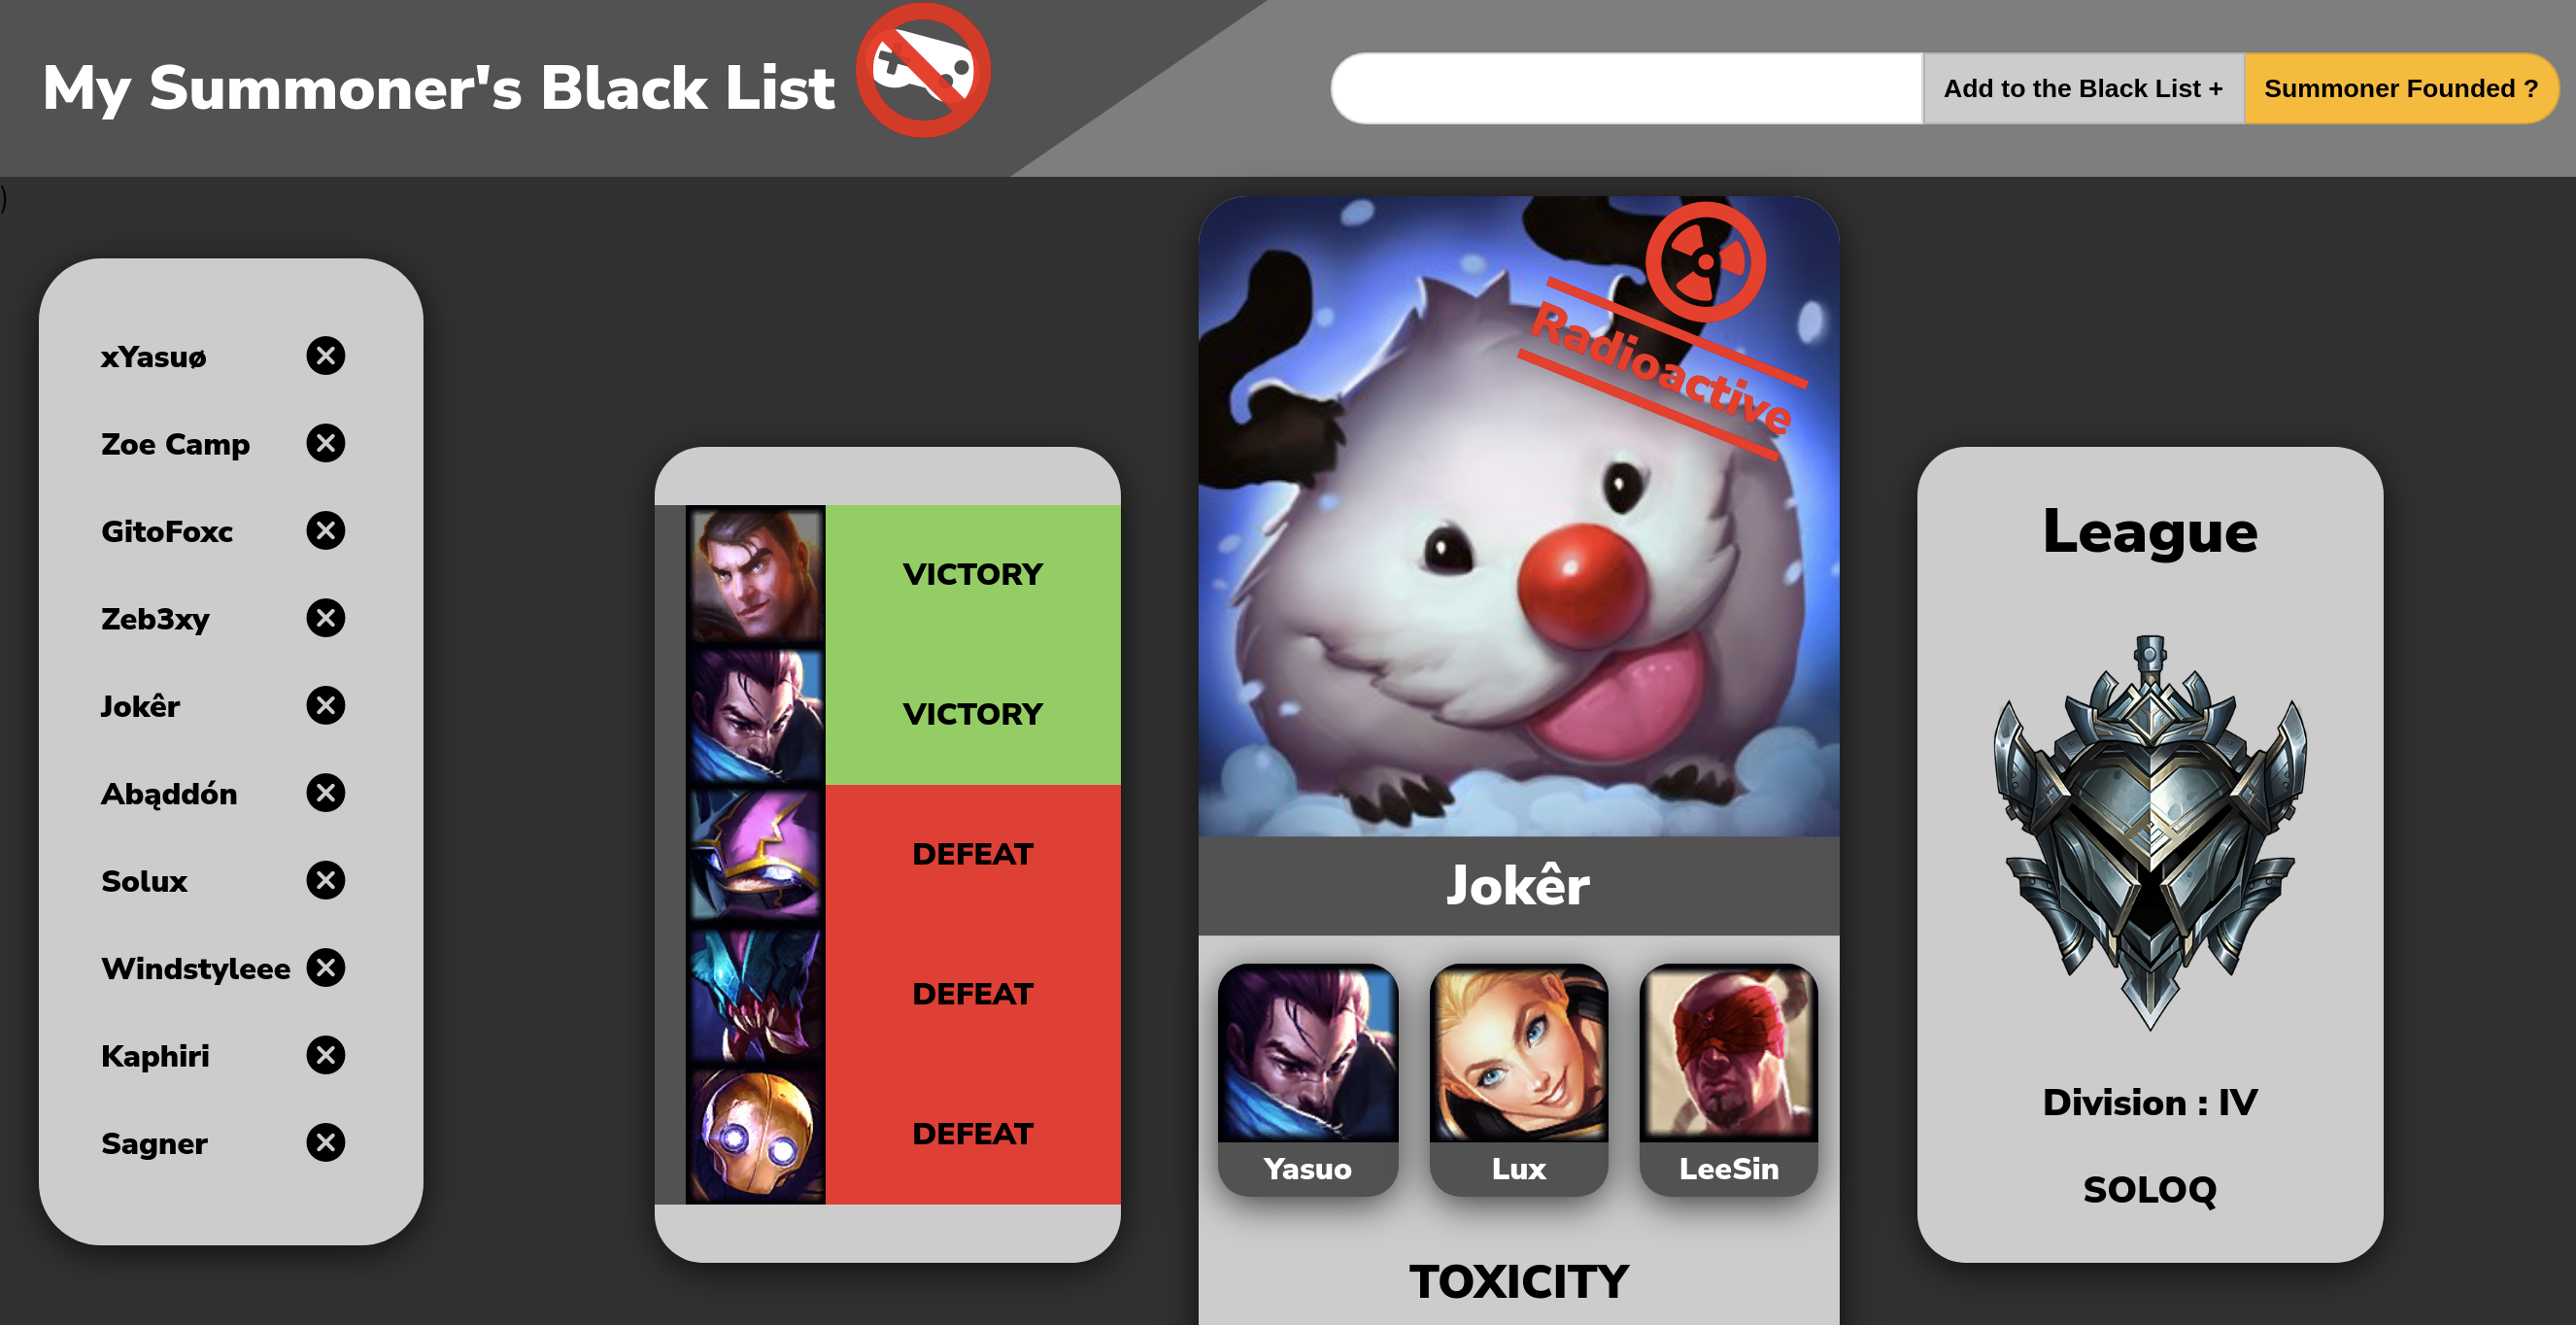 My Summoner's Black List
Add to the Black List +
Summoner Founded ?
)
xYasuø
Zoe Camp
GitoFoxc
Zeb3xy
Jokêr
Abąddón
Solux
Windstyleee
Kaphiri
Sagner
VICTORY
VICTORY
DEFEAT
DEFEAT
DEFEAT
Radioactive
Jokêr
Yasuo
Lux
LeeSin
TOXICITY
League
Division : IV
SOLOQ